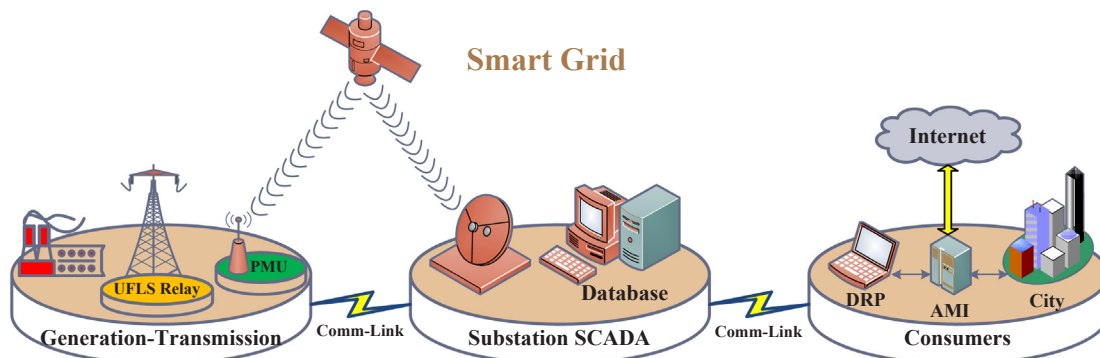 Smart Grid
Internet
PMU
UFLS Relay
Database
DRP
AMI
City
Generation-Transmission
Comm-Link
Substation SCADA
Comm-Link
Consumers